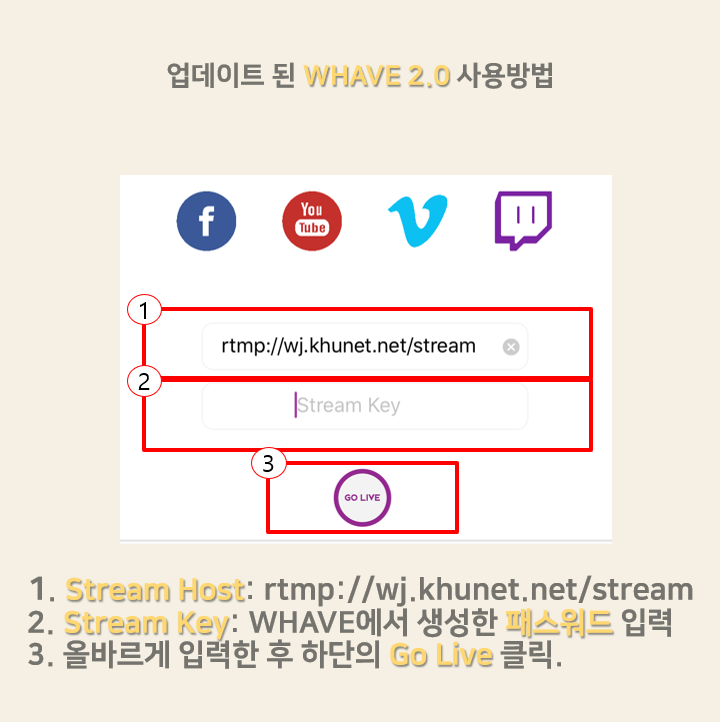 업데이트 된 WHAVE 2.0 사용방법
f
You
Tube
1
rtmp://wj.khunet.net/stream
2
Stream Key
3
GO LIVE
1. Stream Host: rtmp://wj.khunet.net/stream
2. Stream Key: WHAVE에서 생성한 패스워드 입력
3. 올바르게 입력한 후 하단의 Go Live 클릭.